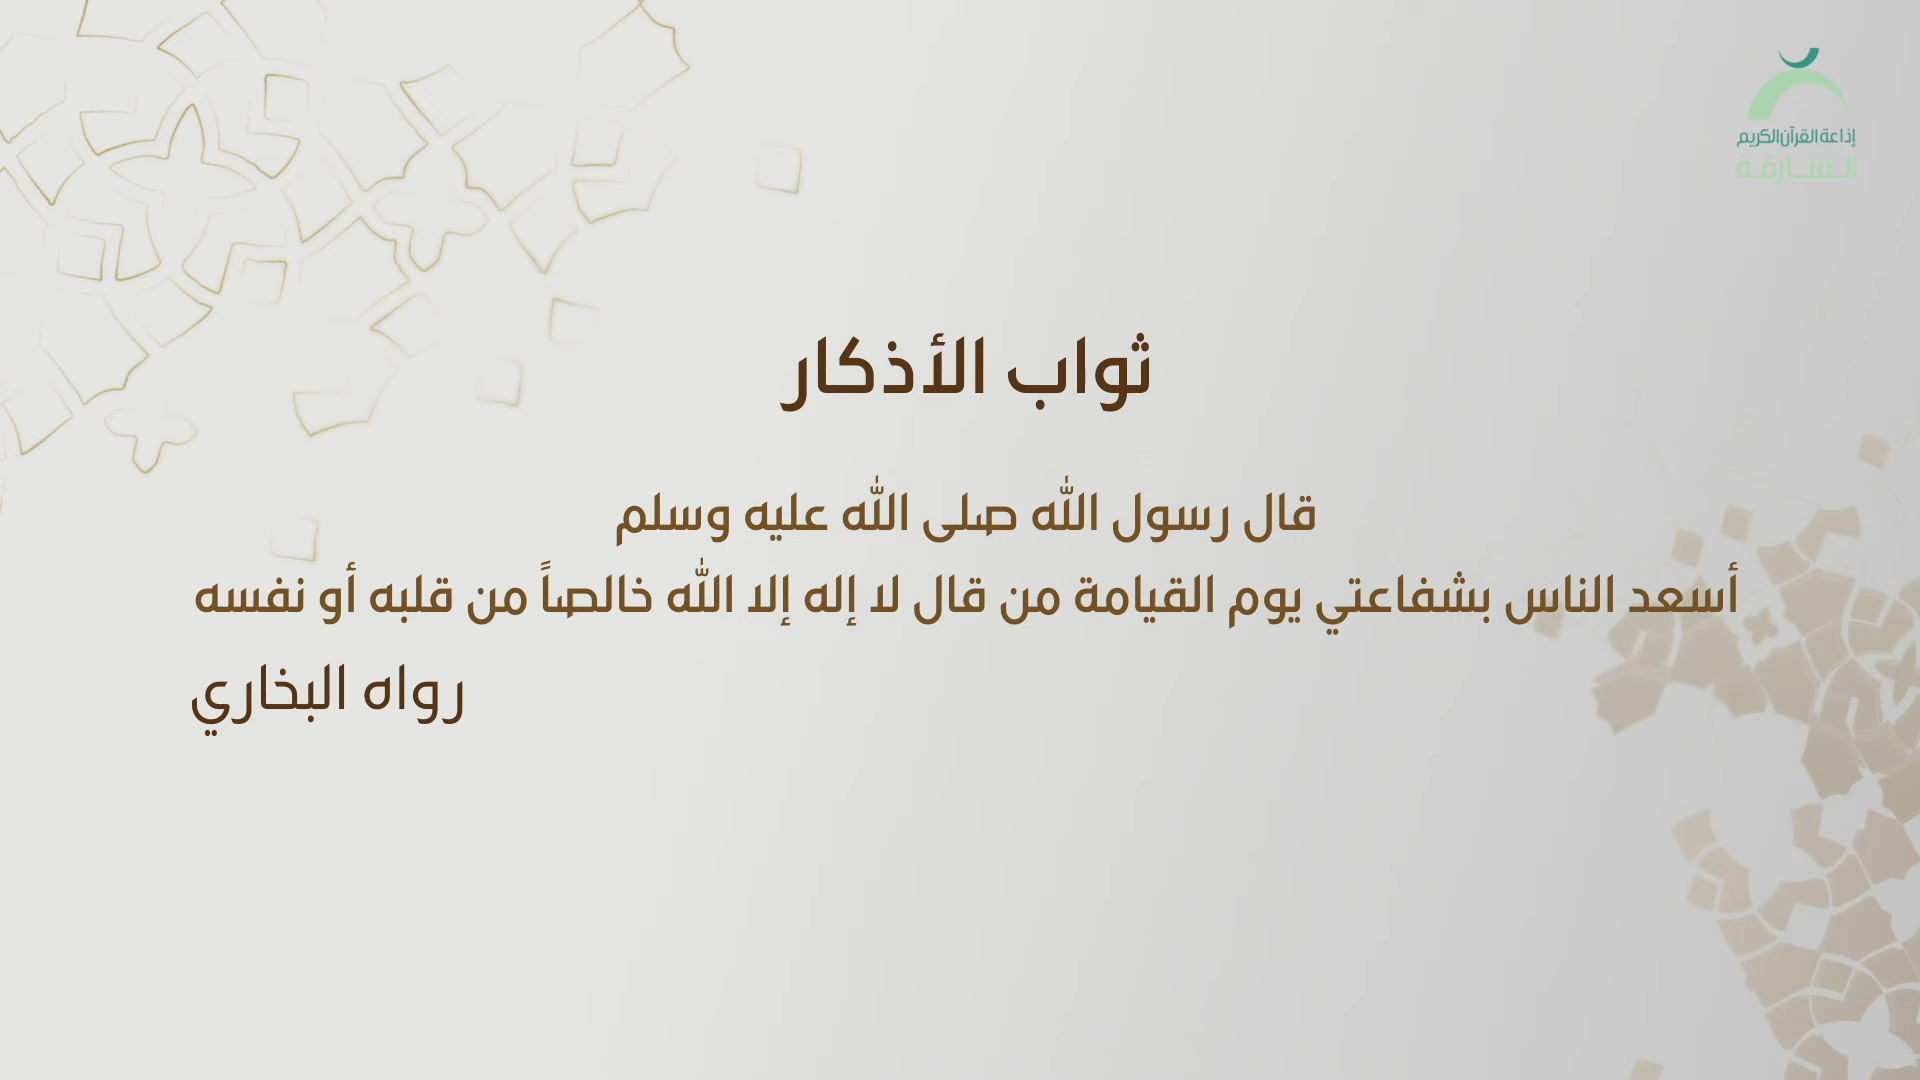 إذاعة القرآن الكريم
الشارقة
ثواب الأذكار
قال رسول الله صلى الله عليه وسلم
أسعد الناس بشفاعتي يوم القيامة من قال لا إله إلا الله خالصاً من قلبه أو نفسه
رواه البخاري